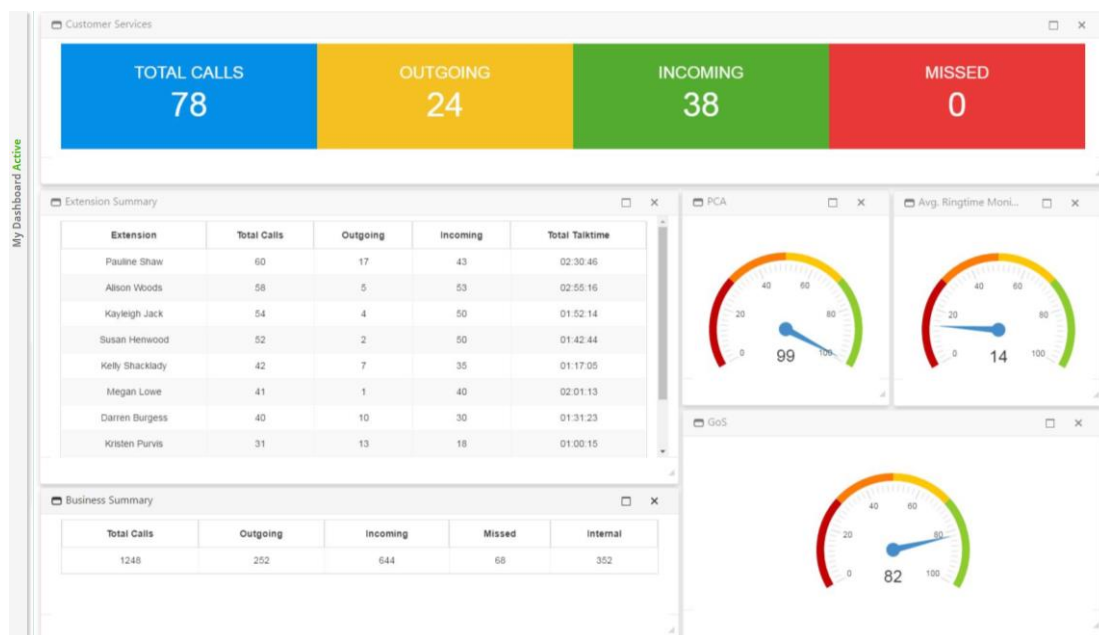 My Dashboard Active
Customer Services
TOTAL CALLS OUTGOING INCOMING MISSED
78 24 38 0
Extension Summary
Extension Total Calls Outgoing Incoming Total Talktime
Pauline Shaw 60 17 43 02:30:46
Alison Woods 58 5 53 02:55:16
Kayleigh Jack 54 4 50 01:52:14
Susan Henwood 52 2 50 01:42:44
Kelly Shacklady 42 7 35 01:17:05
Megan Lowe 41 1 40 02:01:13
Darren Burgess 40 10 30 01:31:23
Kristen Purvis 31 13 18 01:00:15
PCA
0 20 40 60 80 100
99
Avg. Ringtime Moni...
0 20 40 60 80 100
14
Business Summary
Total Calls Outgoing Incoming Missed Internal
1248 252 644 68 352
GoS
0 20 40 60 80 100
82